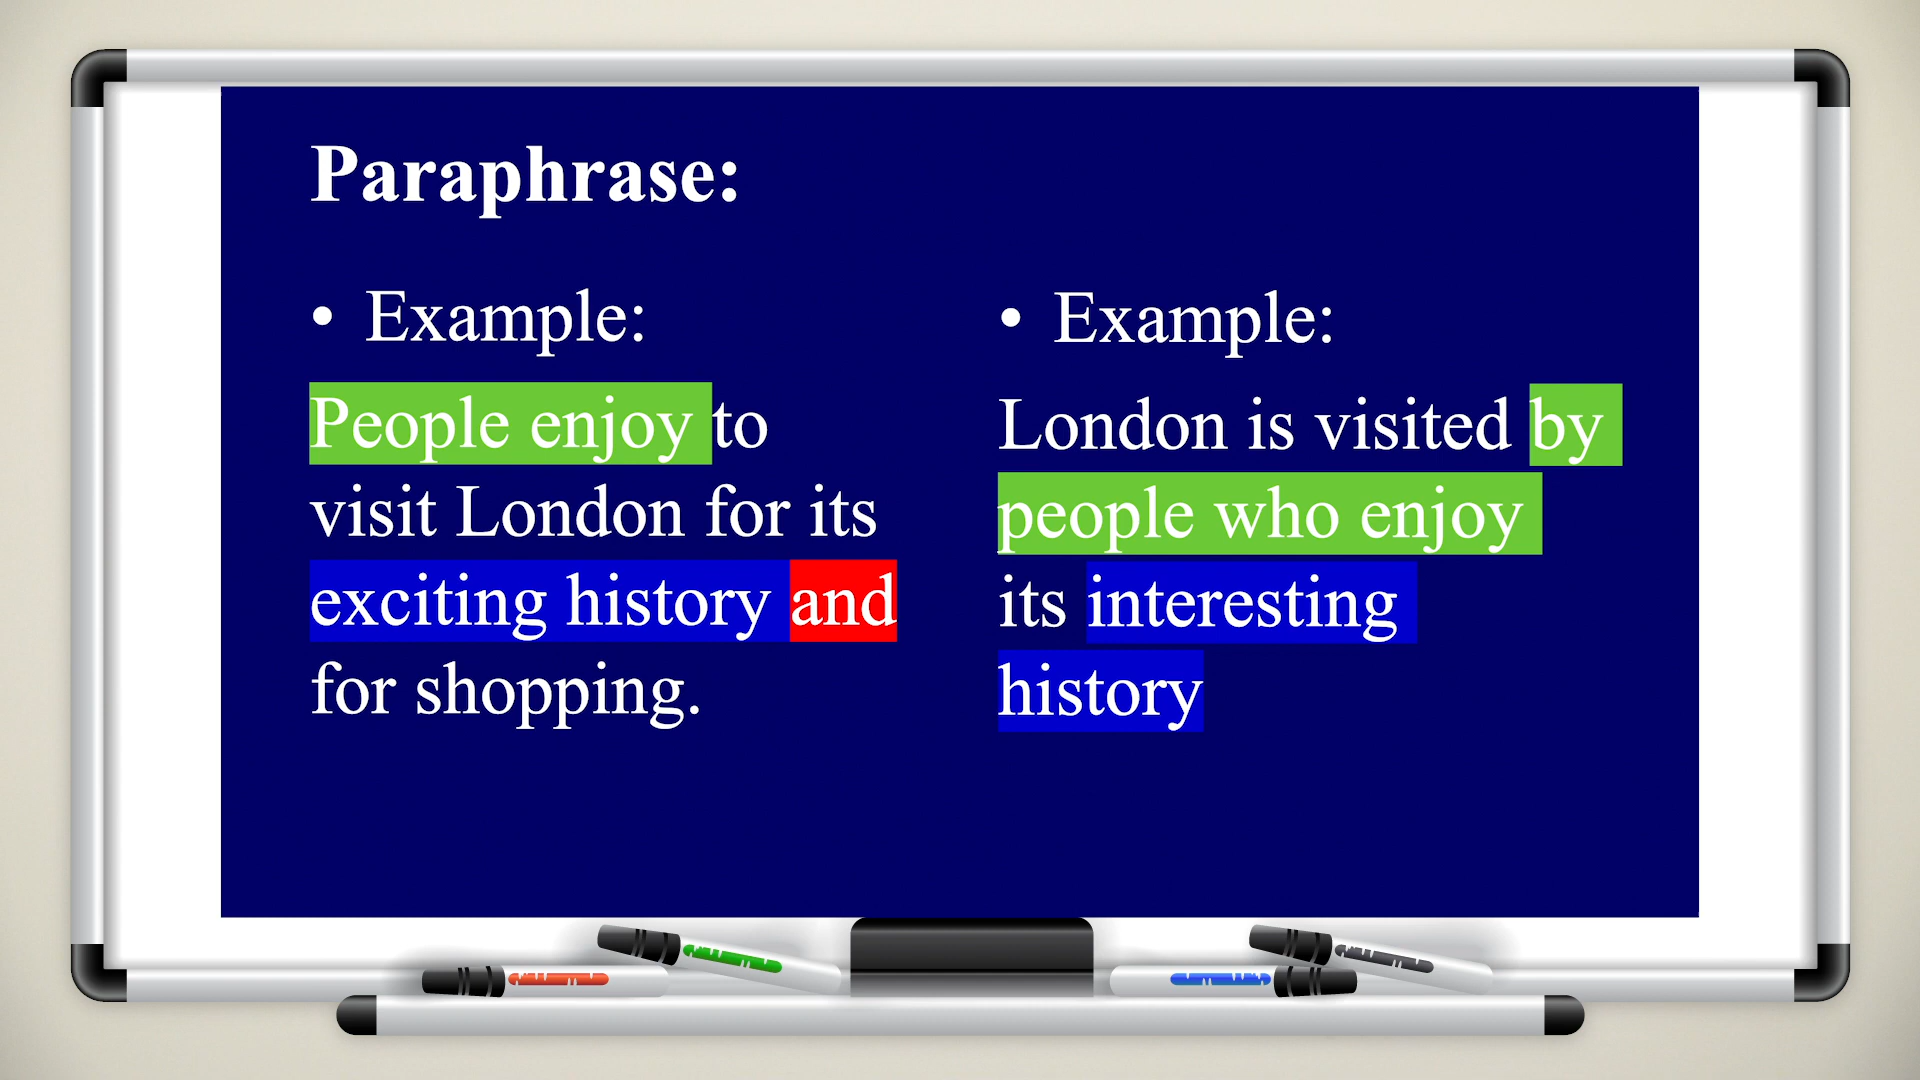 Paraphrase:
• Example:
People enjoy to
visit London for its
exciting history and
for shopping.
• Example:
London is visited by
people who enjoy
its interesting
history